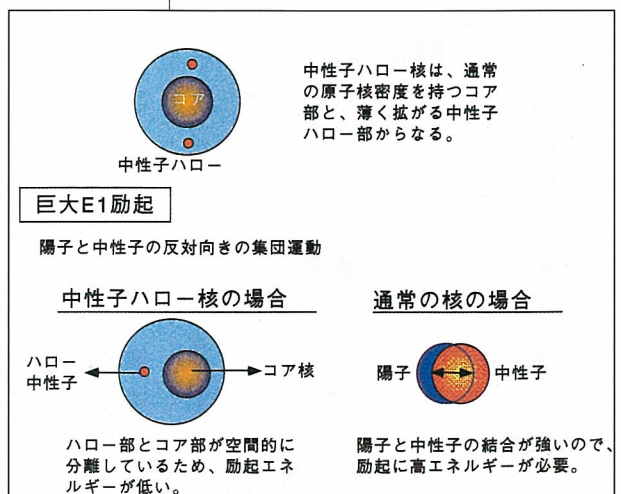 中性子ハロー核は、通常
の原子核密度を持つコア
部と、薄く拡がる中性子
ハロー部からなる。
コア
中性子ハロー
巨大E1励起
陽子と中性子の反対向きの集団運動
中性子ハロー核の場合
通常の核の場合
ハロー
中性子
コア核
陽子
中性子
ハロー部とコア部が空間的に
分離しているため、励起エネ
ルギーが低い。
陽子と中性子の結合が強いので、
励起に高エネルギーが必要。